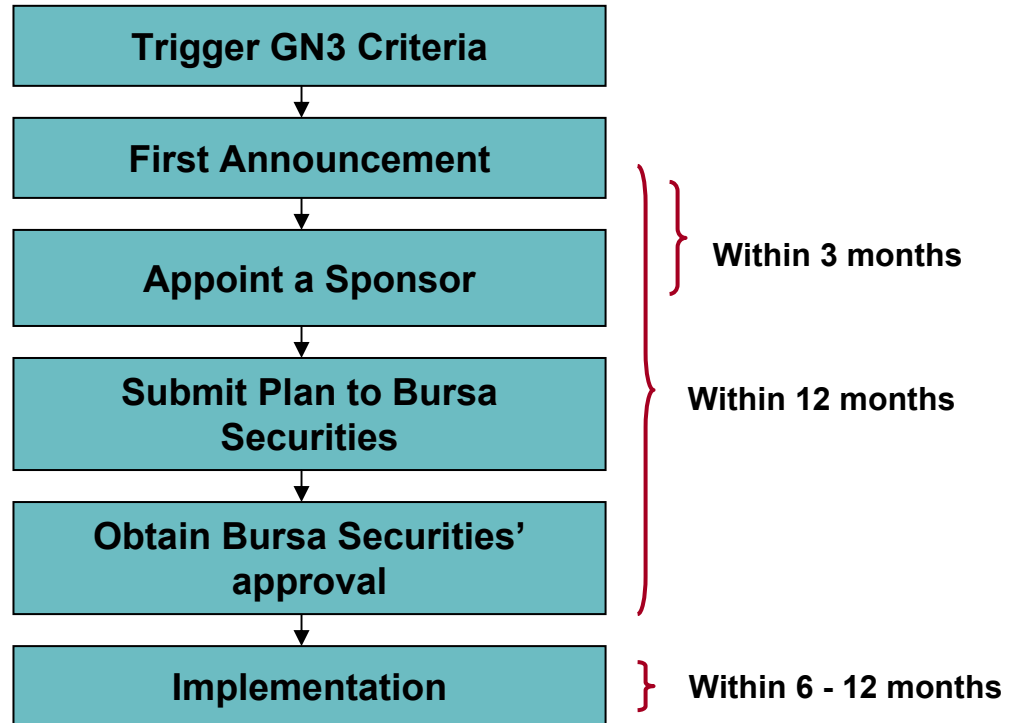 Trigger GN3 Criteria
First Announcement
Within 3 months
Appoint a Sponsor
Submit Plan to Bursa
Securities
Within 12 months
Obtain Bursa Securities’
approval
Implementation
Within 6 - 12 months